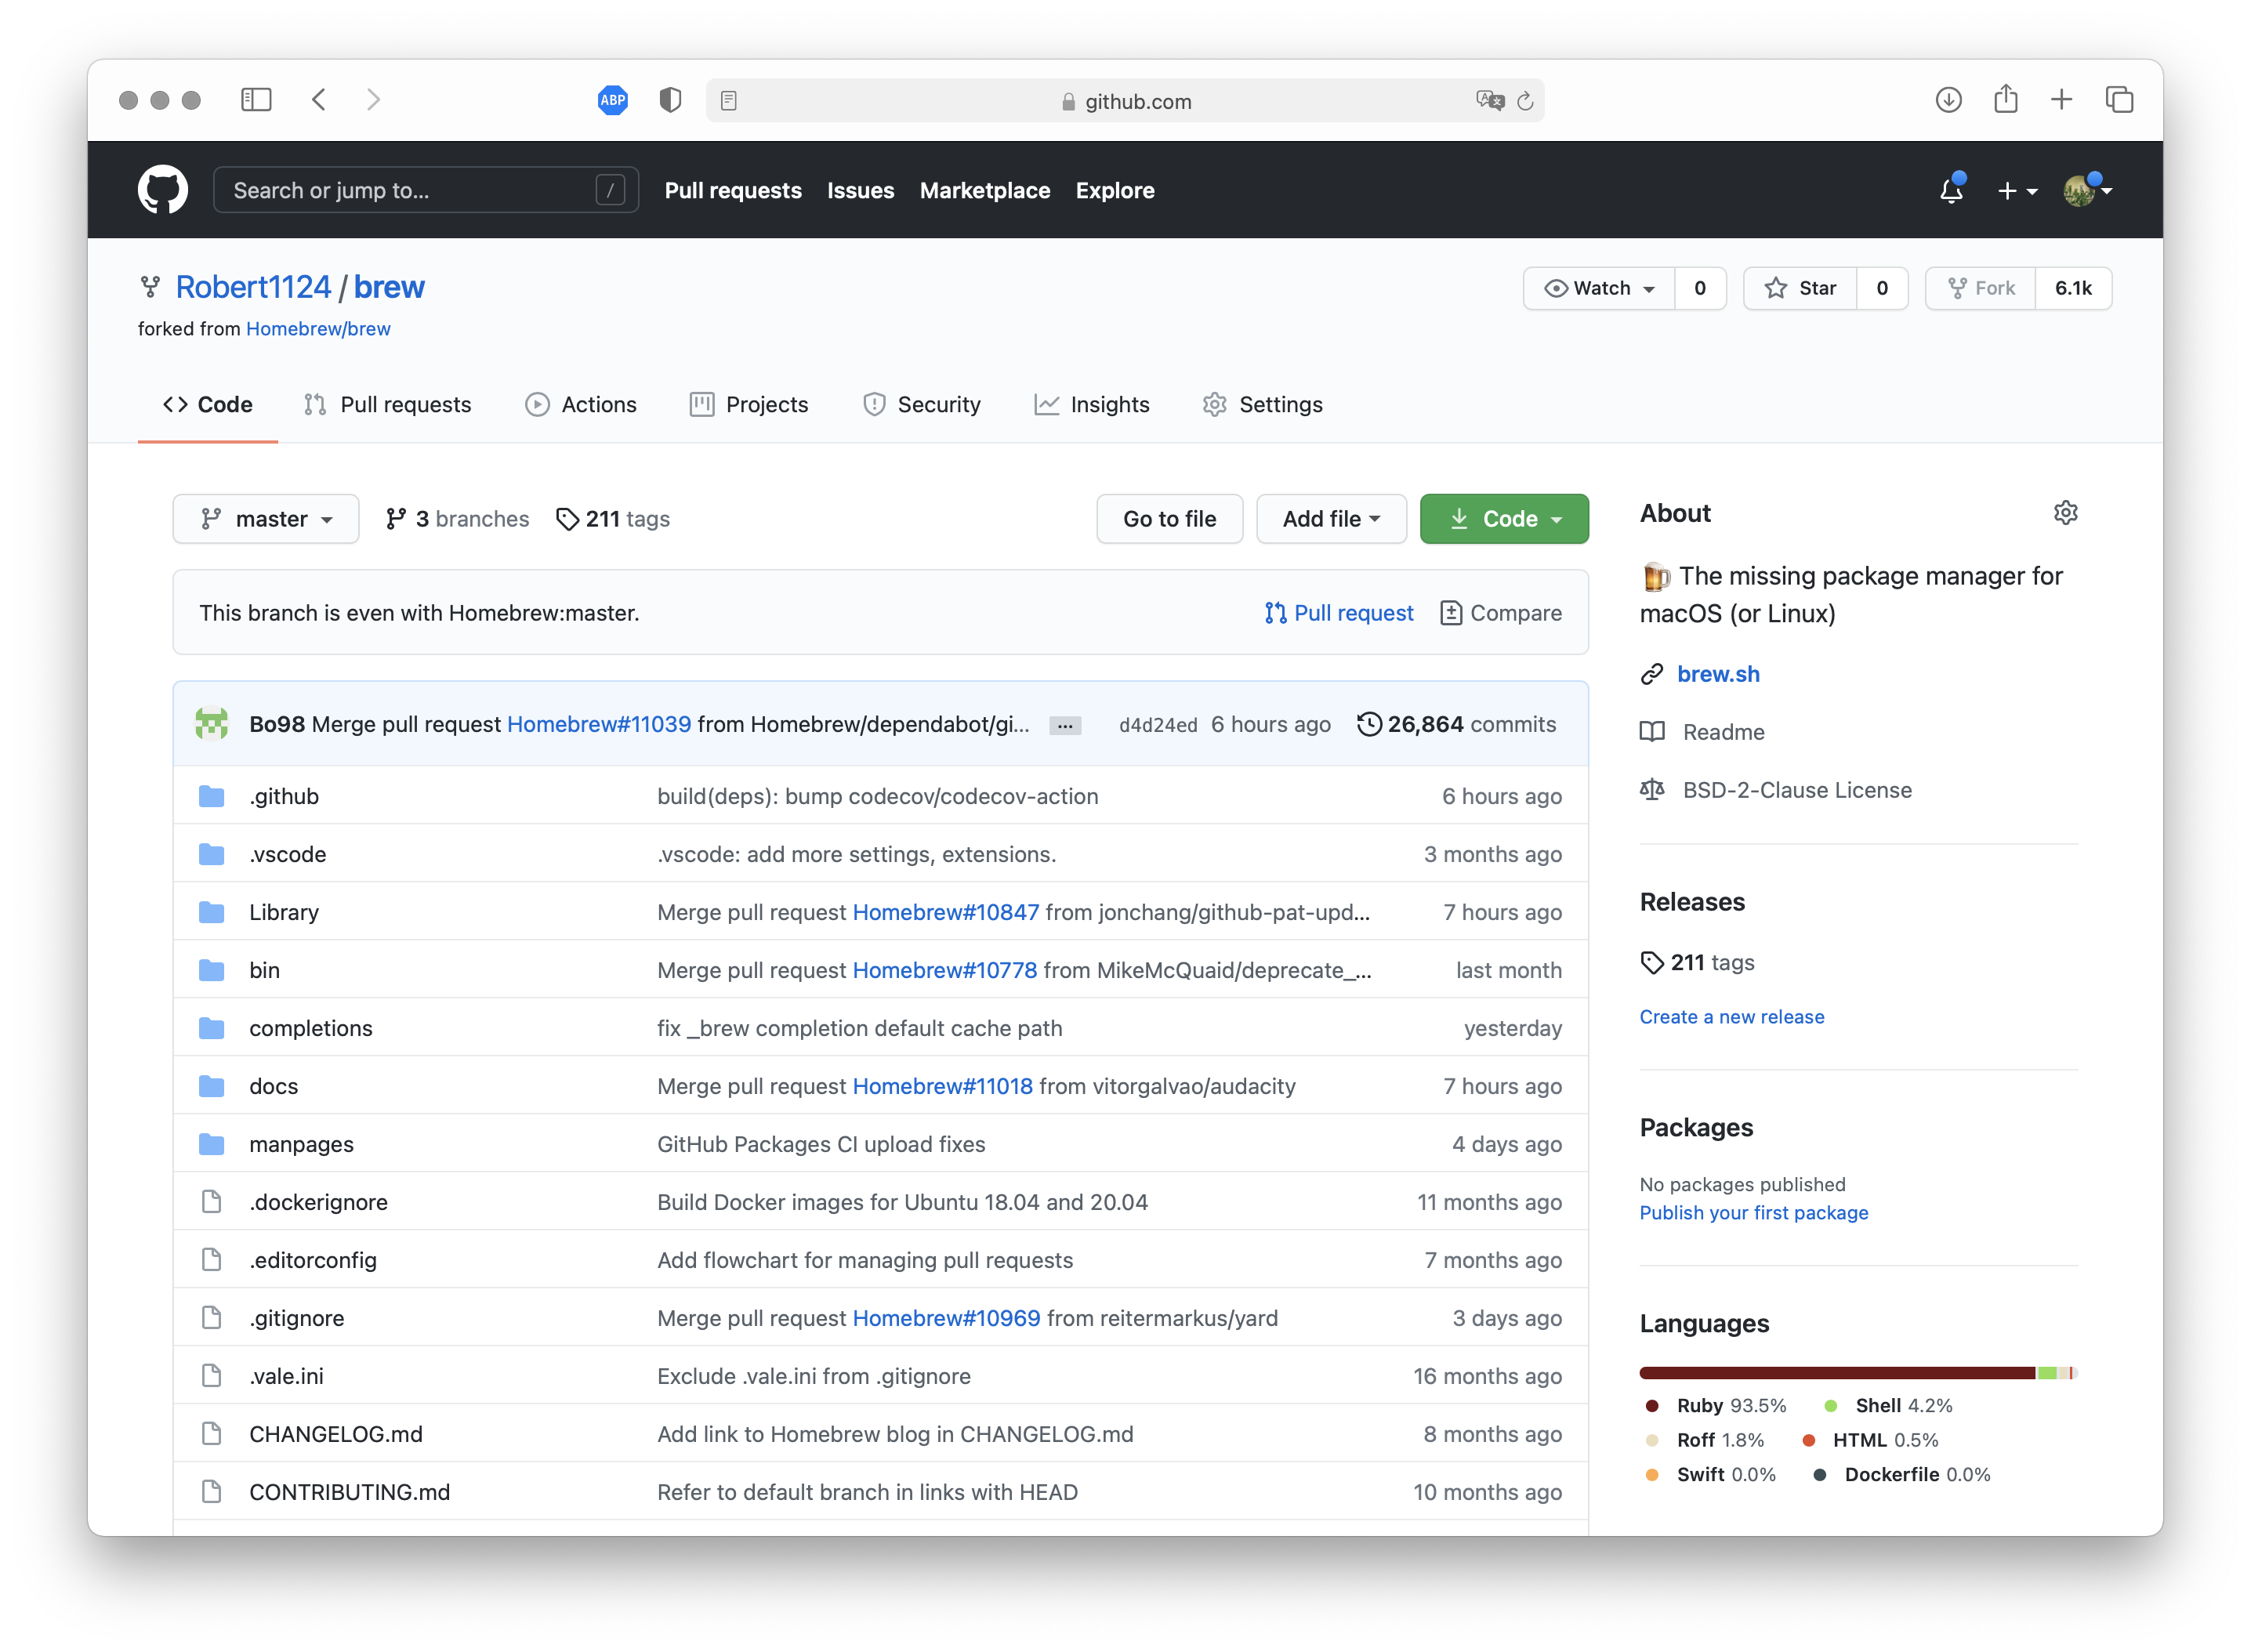 ABP
github.com
Search or jump to... /
Pull requests Issues Marketplace Explore
Robert1124 / brew
forked from Homebrew/brew
Watch 0 Star 0 Fork 6.1k
Code Pull requests Actions Projects Security Insights Settings
master 3 branches 211 tags
Go to file Add file Code
This branch is even with Homebrew:master.
Pull request Compare
Bo98 Merge pull request Homebrew#11039 from Homebrew/dependabot/gi... ... d4d24ed 6 hours ago 26,864 commits
.github build(deps): bump codecov/codecov-action 6 hours ago
.vscode .vscode: add more settings, extensions. 3 months ago
Library Merge pull request Homebrew#10847 from jonchang/github-pat-upd... 7 hours ago
bin Merge pull request Homebrew#10778 from MikeMcQuaid/deprecate_... last month
completions fix _brew completion default cache path yesterday
docs Merge pull request Homebrew#11018 from vitorgalvao/audacity 7 hours ago
manpages GitHub Packages CI upload fixes 4 days ago
.dockerignore Build Docker images for Ubuntu 18.04 and 20.04 11 months ago
.editorconfig Add flowchart for managing pull requests 7 months ago
.gitignore Merge pull request Homebrew#10969 from reitermarkus/yard 3 days ago
.vale.ini Exclude .vale.ini from .gitignore 16 months ago
CHANGELOG.md Add link to Homebrew blog in CHANGELOG.md 8 months ago
CONTRIBUTING.md Refer to default branch in links with HEAD 10 months ago
About
🍺 The missing package manager for
macOS (or Linux)
brew.sh
Readme
BSD-2-Clause License
Releases
211 tags
Create a new release
Packages
No packages published
Publish your first package
Languages
Ruby 93.5% Shell 4.2%
Roff 1.8% HTML 0.5%
Swift 0.0% Dockerfile 0.0%